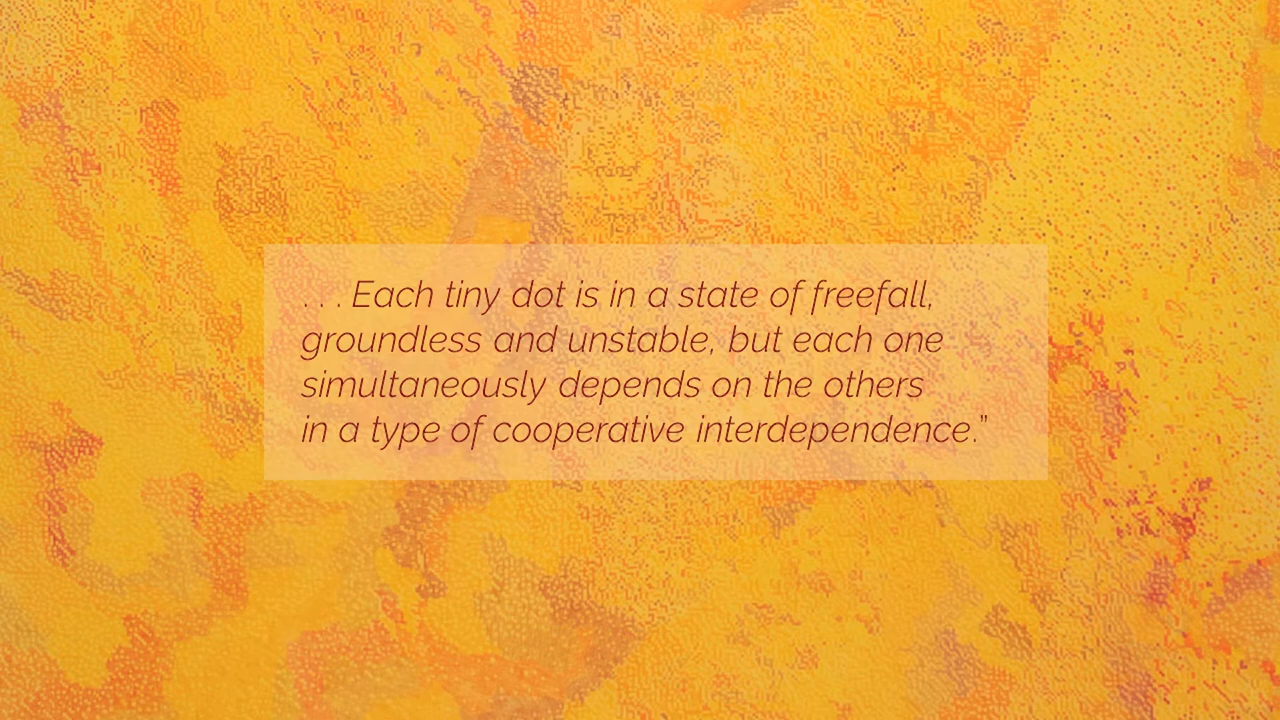 . . . Each tiny dot is in a state of freefall,
groundless and unstable, but each one
simultaneously depends on the others
in a type of cooperative interdependence.”